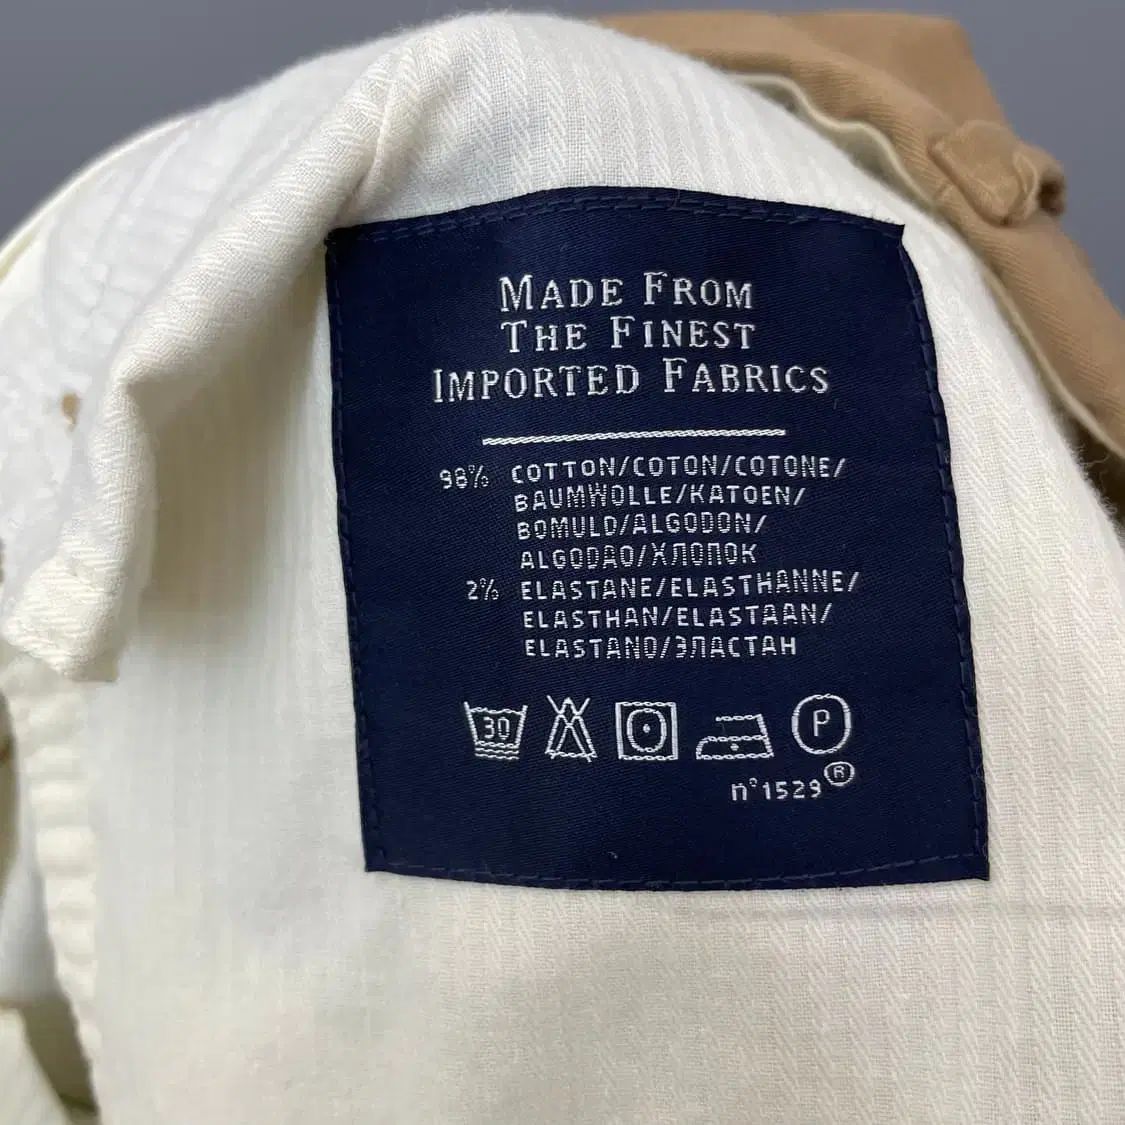 MADE FROM
THE FINEST
IMPORTED FABRICS
98% COTTON/COTON/COTONE/
BAUMWOLLE/KATOEN/
BOMULD/ALGODON/
ALGODAO/ХЛОПОК
2% ELASTANE/ELASTHANNE/
ELASTHAN/ELASTAAN/
ELASTANO/ЭЛАСТАН
30 P
n°1529®